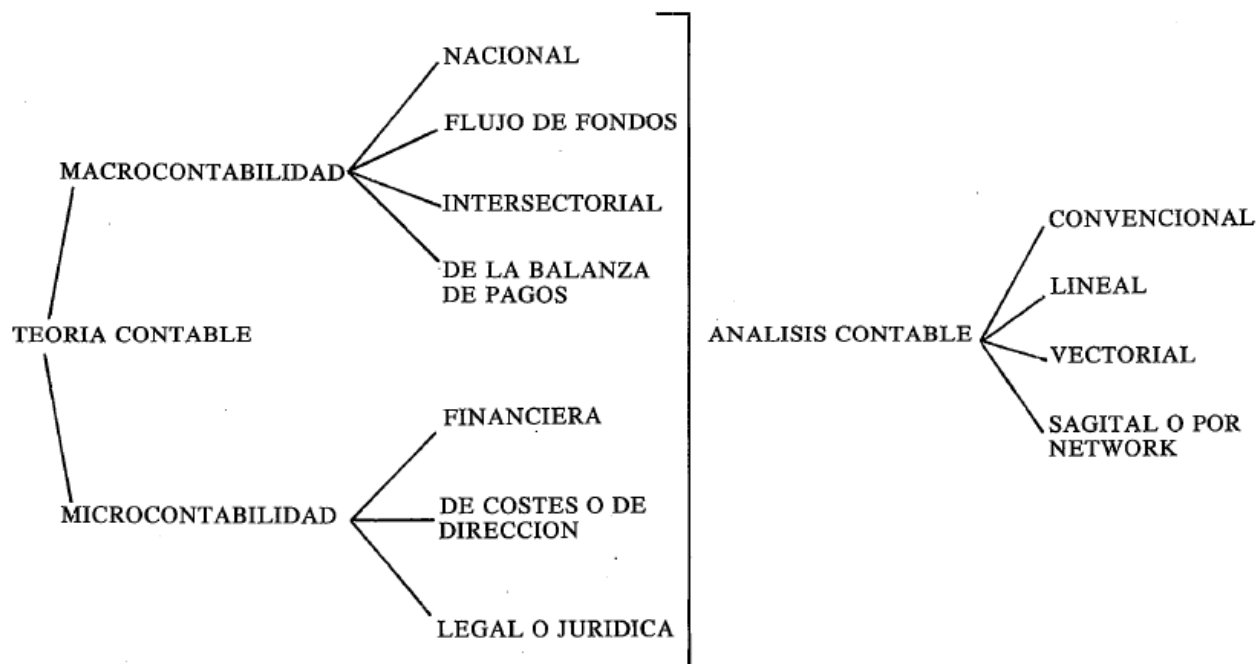 NACIONAL
FLUJO DE FONDOS
MACROCONTABILIDAD
INTERSECTORIAL
DE LA BALANZA
DE PAGOS
TEORIA CONTABLE
FINANCIERA
DE COSTES O DE
DIRECCION
MICROCONTABILIDAD
LEGAL O JURIDICA
ANALISIS CONTABLE
CONVENCIONAL
LINEAL
VECTORIAL
SAGITAL O POR
NETWORK